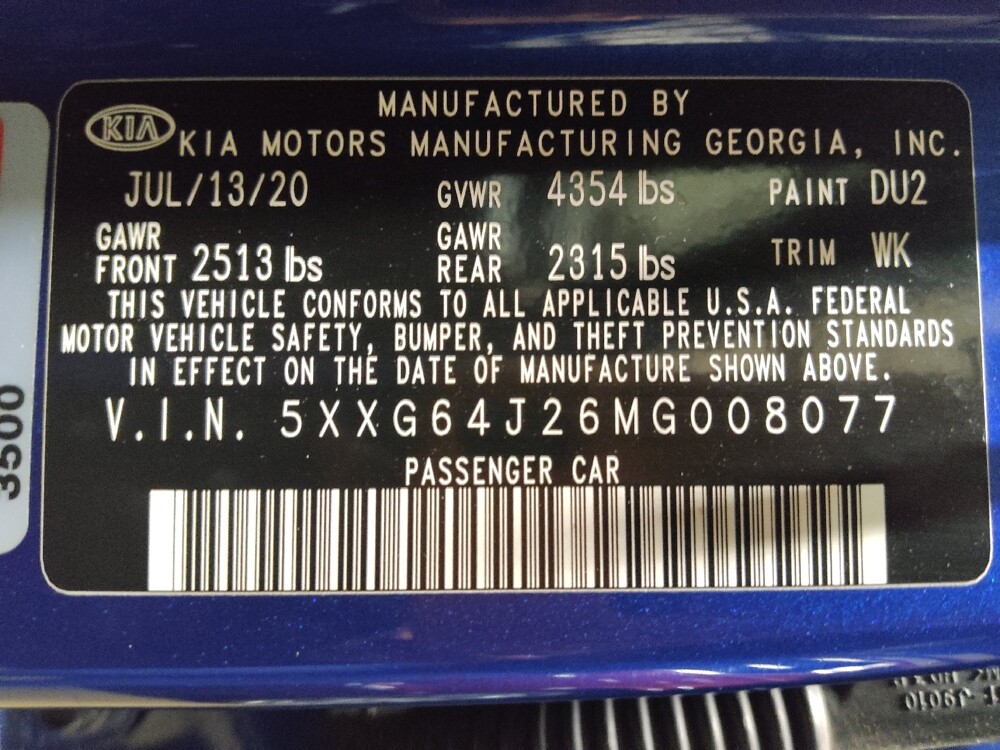 MANUFACTURED BY
KIA KIA MOTORS MANUFACTURING GEORGIA, INC.
JUL/13/20 GVWR 4354 lbs PAINT DU2
GAWR FRONT 2513 lbs GAWR REAR 2315 lbs TRIM WK
THIS VEHICLE CONFORMS TO ALL APPLICABLE U.S.A. FEDERAL
MOTOR VEHICLE SAFETY, BUMPER, AND THEFT PREVENTION STANDARDS
IN EFFECT ON THE DATE OF MANUFACTURE SHOWN ABOVE.
V.I.N. 5XXG64J26MG008077
PASSENGER CAR
3500